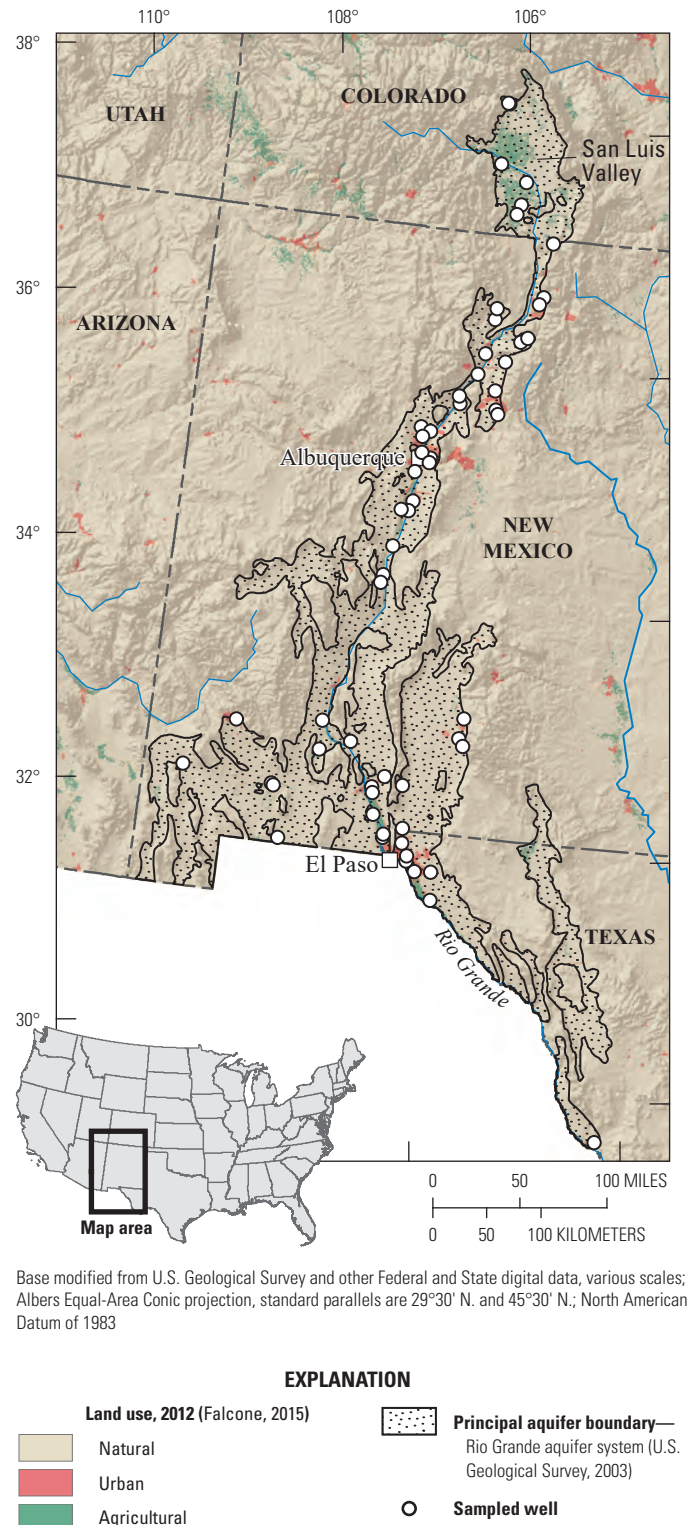 110°
108°
106°
38°
COLORADO
UTAH
San Luis
Valley
36°
ARIZONA
Albuquerque
34°
NEW
MEXICO
32°
El Paso
TEXAS
Rio Grande
30°
Map area
0 50 100 MILES
0 50 100 KILOMETERS
Base modified from U.S. Geological Survey and other Federal and State digital data, various scales;
Albers Equal-Area Conic projection, standard parallels are 29°30' N. and 45°30' N.; North American
Datum of 1983
EXPLANATION
Land use, 2012 (Falcone, 2015)
Natural
Urban
Agricultural
Principal aquifer boundary—
Rio Grande aquifer system (U.S.
Geological Survey, 2003)
Sampled well